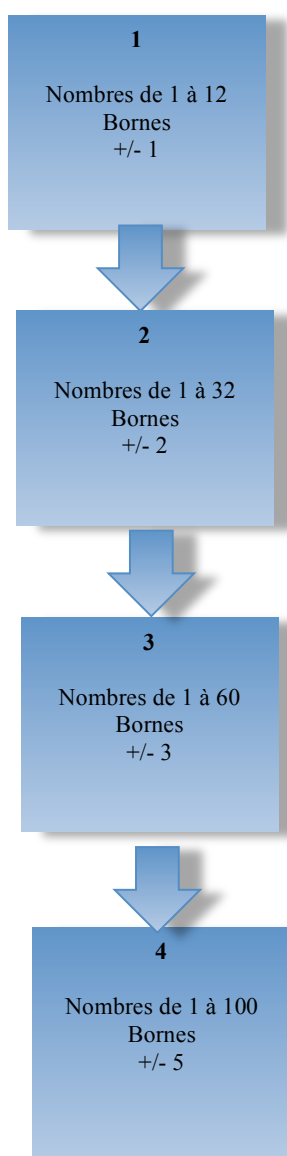 1
Nombres de 1 à 12
Bornes
+/- 1
2
Nombres de 1 à 32
Bornes
+/- 2
3
Nombres de 1 à 60
Bornes
+/- 3
4
Nombres de 1 à 100
Bornes
+/- 5